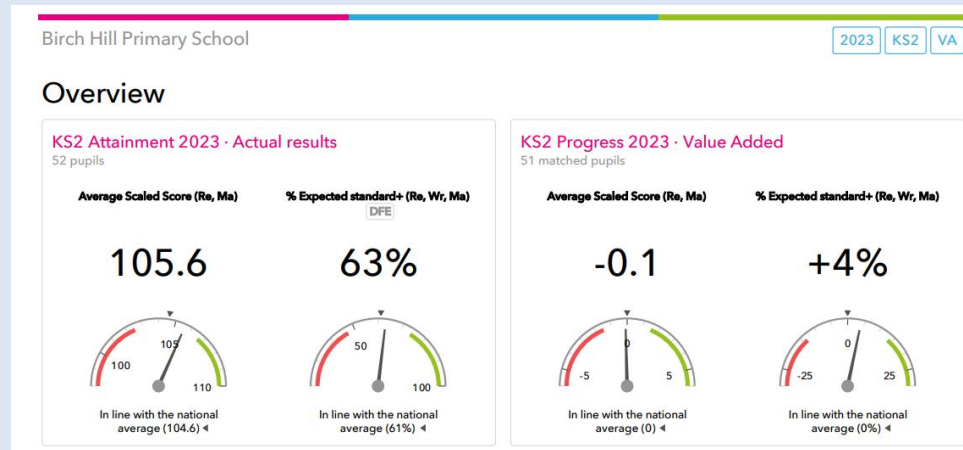 Birch Hill Primary School
2023 KS2 VA
Overview
KS2 Attainment 2023 · Actual results
52 pupils
Average Scaled Score (Re, Ma)
% Expected standard+ (Re, Wr, Ma)
DFE
105.6
63%
100
105
110
50
100
In line with the national
average (104.6)
In line with the national
average (61%)
KS2 Progress 2023 · Value Added
51 matched pupils
Average Scaled Score (Re, Ma)
% Expected standard+ (Re, Wr, Ma)
-0.1
+4%
-5
0
5
-25
0
25
In line with the national
average (0)
In line with the national
average (0%)